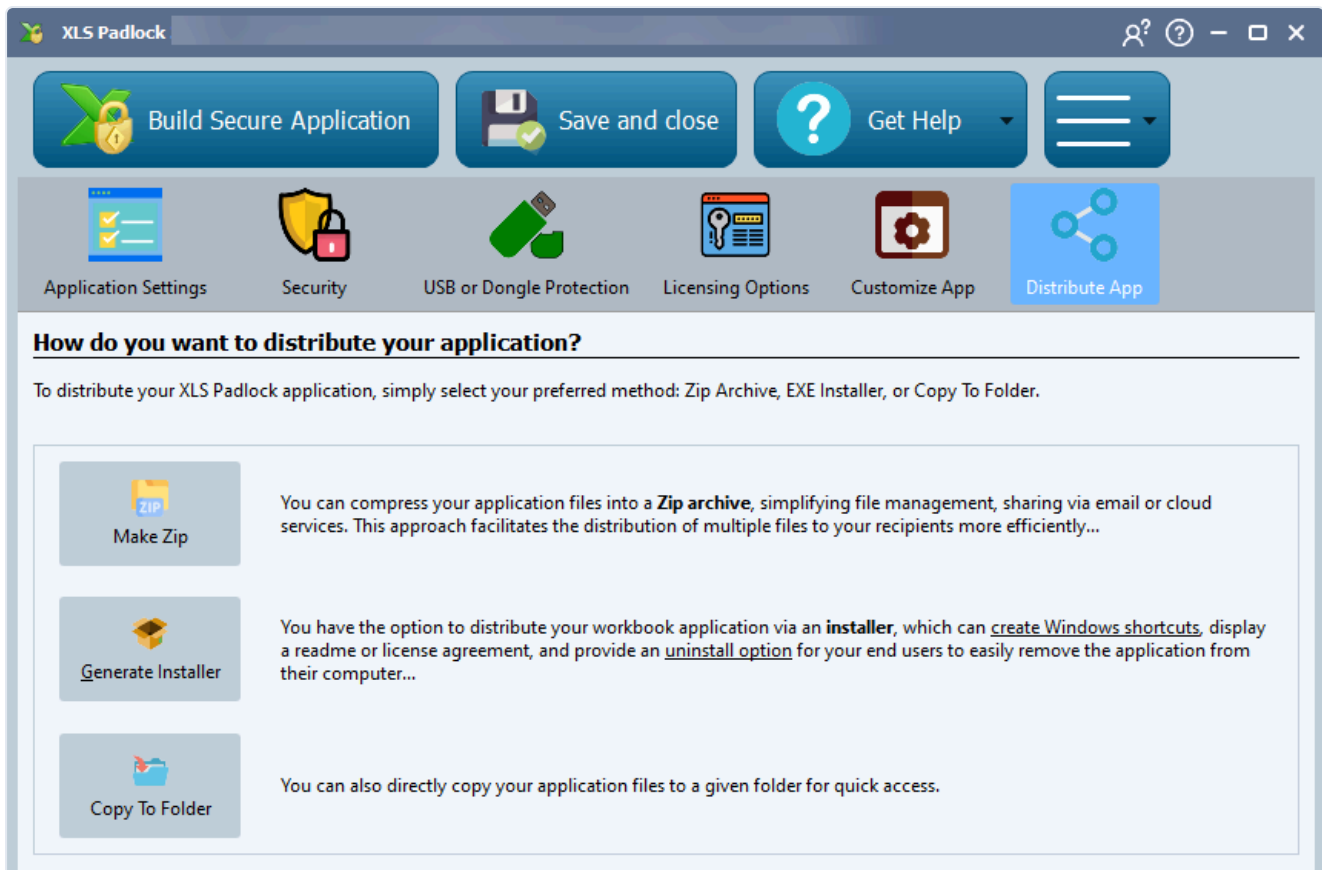 XLS Padlock
Build Secure Application
Save and close
Get Help
Application Settings
Security
USB or Dongle Protection
Licensing Options
Customize App
Distribute App
How do you want to distribute your application?
To distribute your XLS Padlock application, simply select your preferred method: Zip Archive, EXE Installer, or Copy To Folder.
ZIP
Make Zip
You can compress your application files into a Zip archive, simplifying file management, sharing via email or cloud
services. This approach facilitates the distribution of multiple files to your recipients more efficiently...
Generate Installer
You have the option to distribute your workbook application via an installer, which can create Windows shortcuts, display
a readme or license agreement, and provide an uninstall option for your end users to easily remove the application from
their computer...
Copy To Folder
You can also directly copy your application files to a given folder for quick access.